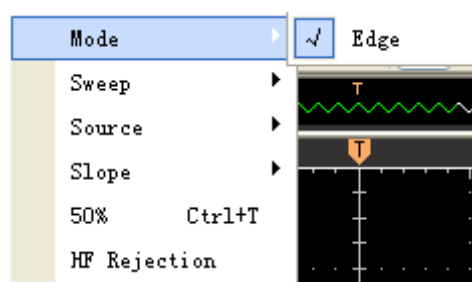 Mode
Edge
Sweep
T
Source
T
Slope
50% Ctrl+T
HF Rejection